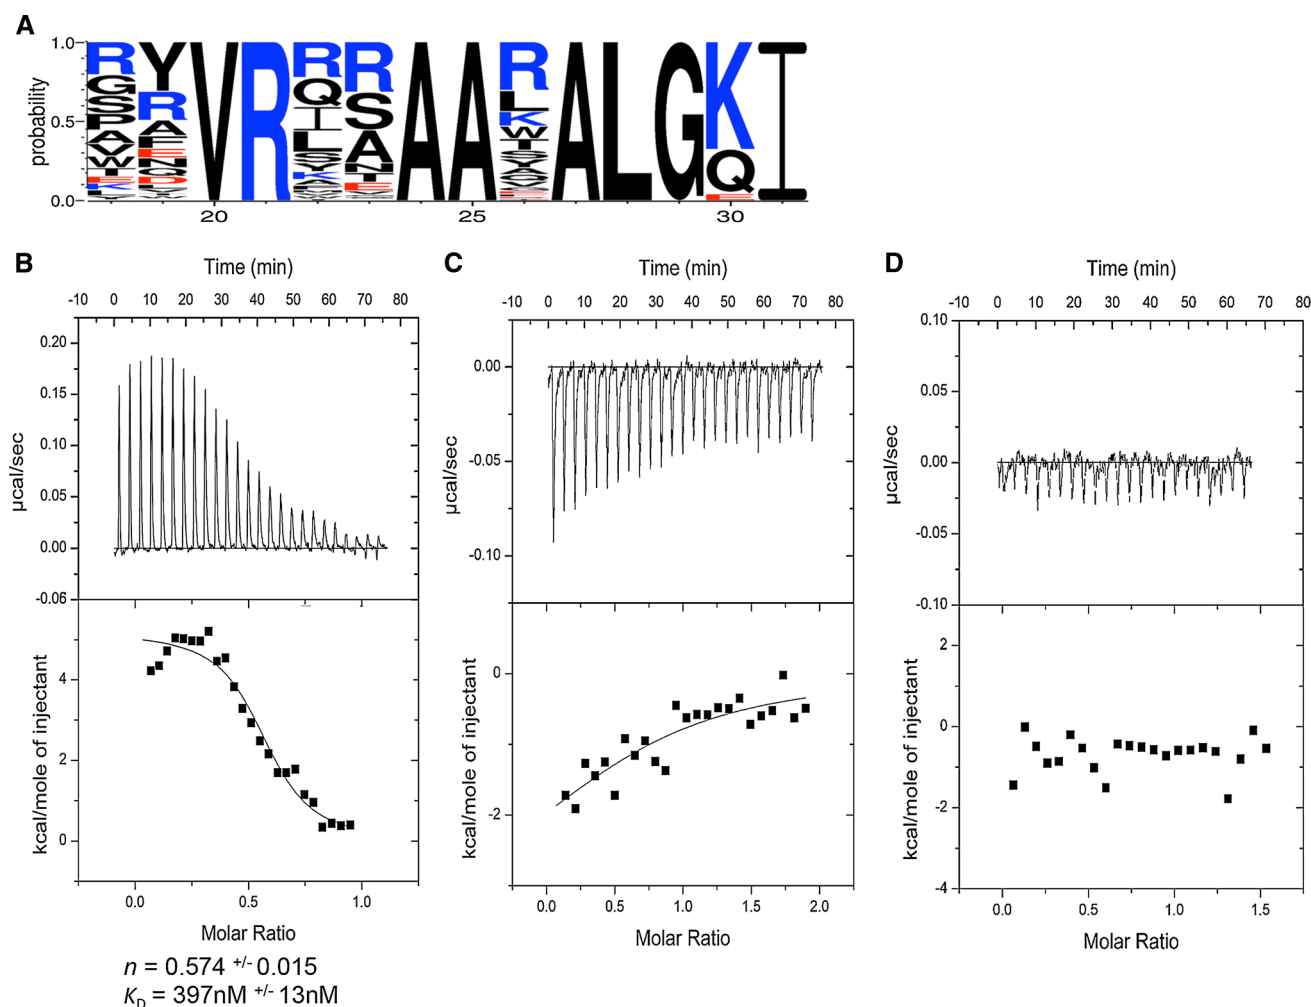 A
probability
1.0
0.5
0.0
R Y V R R R A A R A L G K I
G R Q S L Q
S A I A K E
P F L N W
A E S T T
V N Y E Y
T Q K A
E D A S
K
20 25 30
B
Time (min)
-10 0 10 20 30 40 50 60 70 80
µcal/sec
0.20
0.15
0.10
0.05
0.00
-0.06
kcal/mole of injectant
4
2
0
0.0 0.5 1.0
Molar Ratio
n = 0.574 +/- 0.015
KD = 397nM +/- 13nM
C
Time (min)
-10 0 10 20 30 40 50 60 70 80
µcal/sec
0.00
-0.05
-0.10
kcal/mole of injectant
0
-2
0.0 0.5 1.0 1.5 2.0
Molar Ratio
D
Time (min)
-10 0 10 20 30 40 50 60 70 80
µcal/sec
0.10
0.05
0.00
-0.05
-0.10
kcal/mole of injectant
2
0
-2
-4
0.0 0.5 1.0 1.5
Molar Ratio